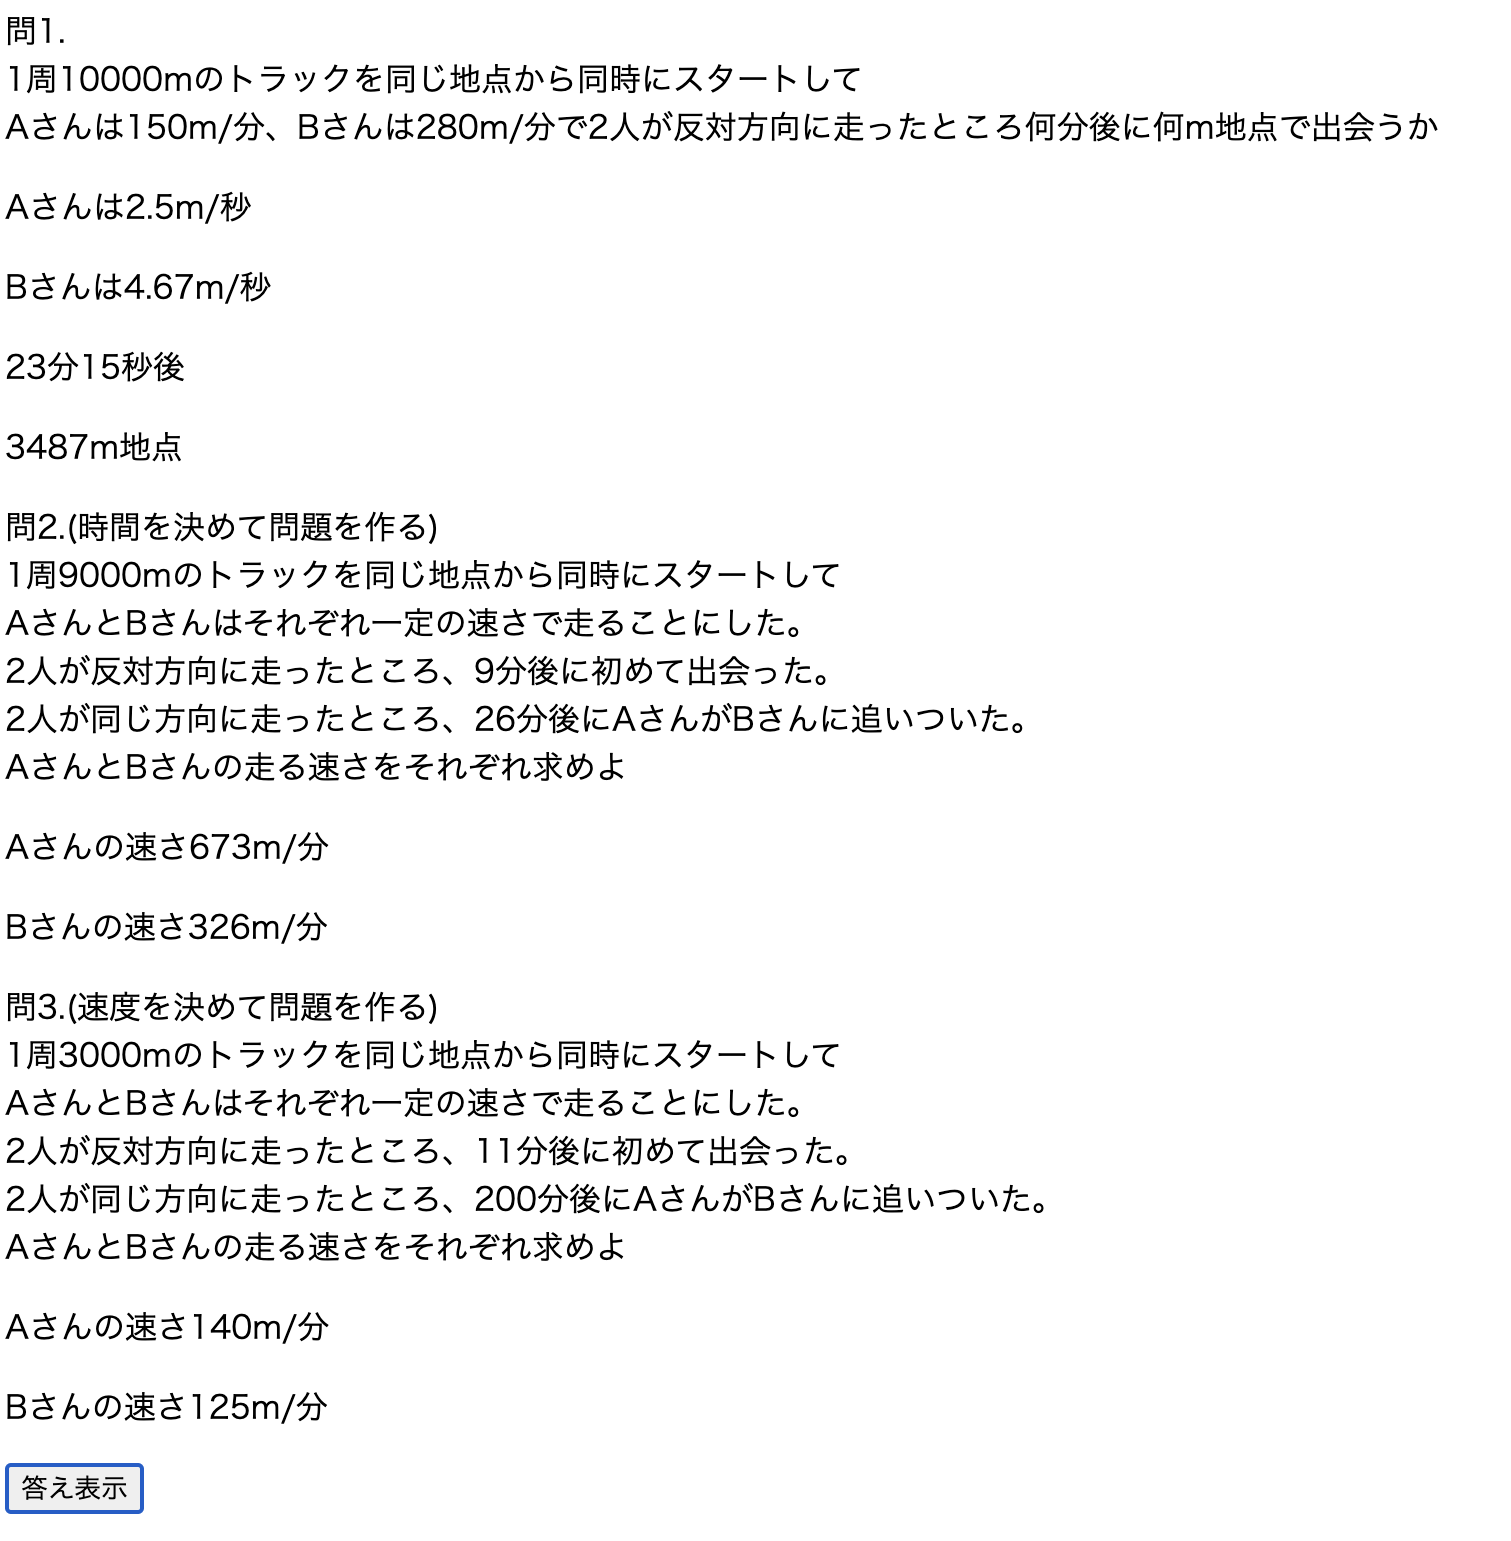 問1.
1周10000mのトラックを同じ地点から同時にスタートして
Aさんは150m/分、Bさんは280m/分で2人が反対方向に走ったところ何分後に何m地点で出会うか
Aさんは2.5m/秒
Bさんは4.67m/秒
23分15秒後
3487m地点
問2.(時間を決めて問題を作る)
1周9000mのトラックを同じ地点から同時にスタートして
AさんとBさんはそれぞれ一定の速さで走ることにした。
2人が反対方向に走ったところ、9分後に初めて出会った。
2人が同じ方向に走ったところ、26分後にAさんがBさんに追いついた。
AさんとBさんの走る速さをそれぞれ求めよ
Aさんの速さ673m/分
Bさんの速さ326m/分
問3.(速度を決めて問題を作る)
1周3000mのトラックを同じ地点から同時にスタートして
AさんとBさんはそれぞれ一定の速さで走ることにした。
2人が反対方向に走ったところ、11分後に初めて出会った。
2人が同じ方向に走ったところ、200分後にAさんがBさんに追いついた。
AさんとBさんの走る速さをそれぞれ求めよ
Aさんの速さ140m/分
Bさんの速さ125m/分
答え表示